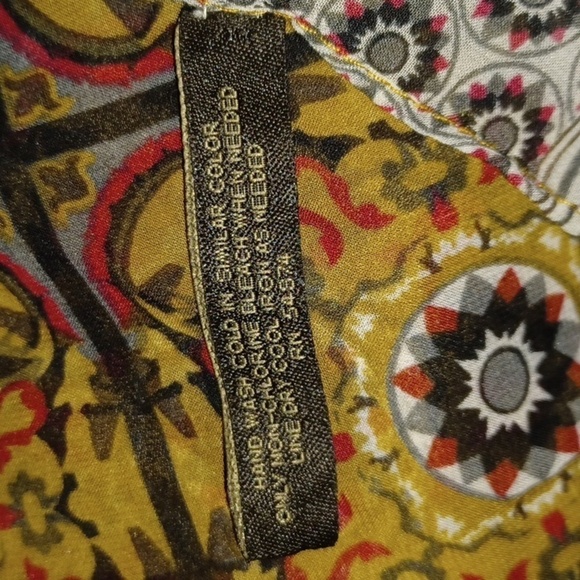 HAND WASH COLD IN SIMILAR COLOR
ONLY NON-CHLORINE BLEACH WHEN NEEDED
LINE DRY COOL IRON AS NEEDED
RN 54874